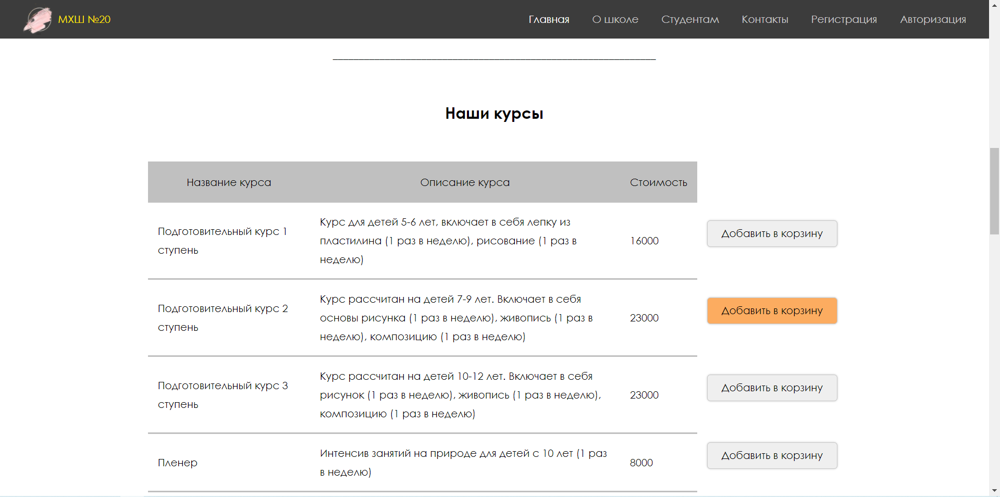 МХШ №20
Главная
О школе
Студентам
Контакты
Регистрация
Авторизация
Наши курсы
Название курса
Описание курса
Стоимость
Подготовительный курс 1
ступень
Курс для детей 5-6 лет, включает в себя лепку из
пластилина (1 раз в неделю), рисование (1 раз в
неделю)
16000
Добавить в корзину
Подготовительный курс 2
ступень
Курс рассчитан на детей 7-9 лет. Включает в себя
основы рисунка (1 раз в неделю), живопись (1 раз в
неделю), композицию (1 раз в неделю)
23000
Добавить в корзину
Подготовительный курс 3
ступень
Курс рассчитан на детей 10-12 лет. Включает в себя
рисунок (1 раз в неделю), живопись (1 раз в неделю),
композицию (1 раз в неделю)
23000
Добавить в корзину
Пленер
Интенсив занятий на природе для детей с 10 лет (1 раз
в неделю)
8000
Добавить в корзину